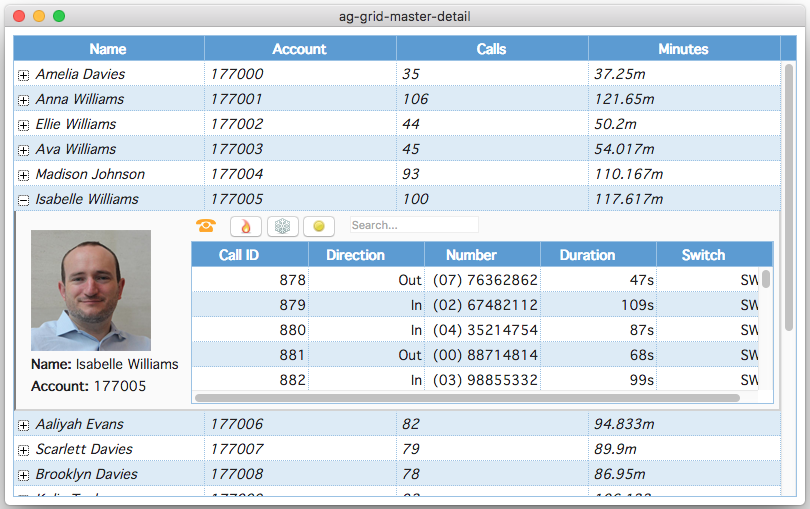 ag-grid-master-detail
Name Account Calls Minutes
Amelia Davies 177000 35 37.25m
Anna Williams 177001 106 121.65m
Ellie Williams 177002 44 50.2m
Ava Williams 177003 45 54.017m
Madison Johnson 177004 93 110.167m
Isabelle Williams 177005 100 117.617m
Search...
Call ID Direction Number Duration Switch
878 Out (07) 76362862 47s SW
879 In (02) 67482112 109s SW
880 In (04) 35214754 87s SW
881 Out (00) 88714814 68s SW
882 In (03) 98855332 99s SW
Name: Isabelle Williams
Account: 177005
Aaliyah Evans 177006 82 94.833m
Scarlett Davies 177007 79 89.9m
Brooklyn Davies 177008 78 86.95m